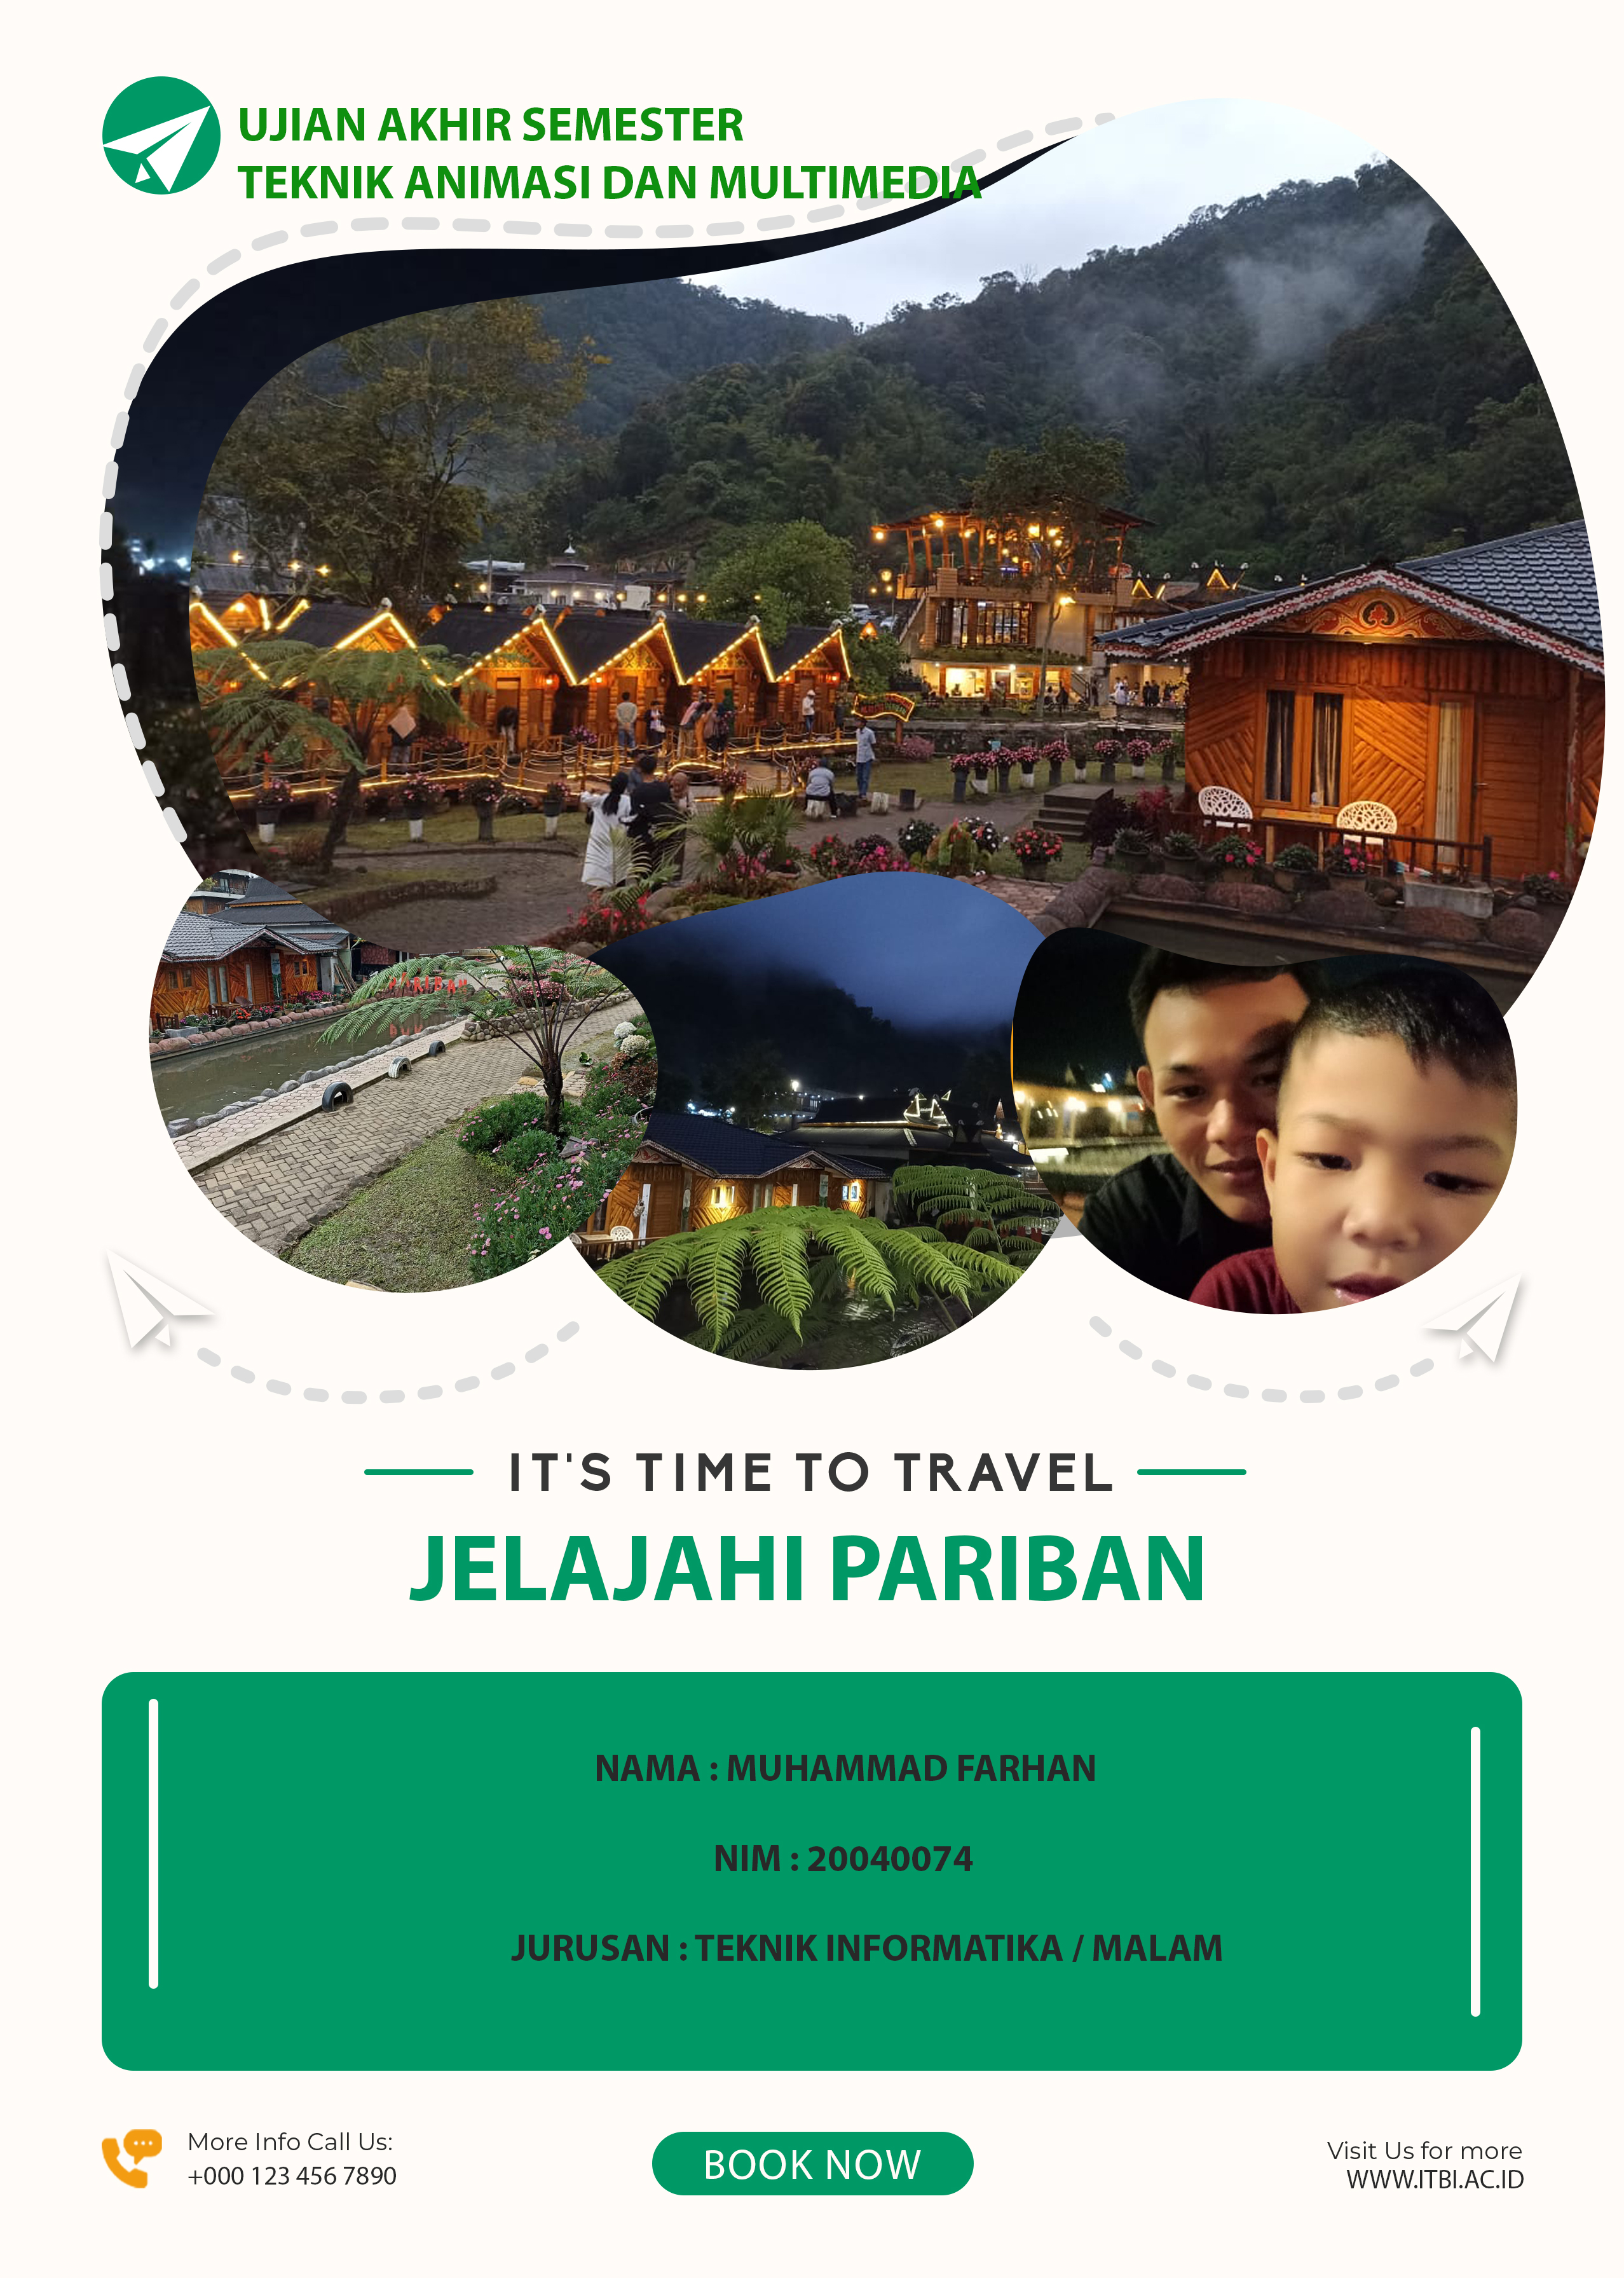 UJIAN AKHIR SEMESTER
TEKNIK ANIMASI DAN MULTIMEDIA
PARIBAN
IT'S TIME TO TRAVEL
JELAJAHI PARIBAN
NAMA : MUHAMMAD FARHAN
NIM : 20040074
JURUSAN : TEKNIK INFORMATIKA / MALAM
More Info Call Us:
+000 123 456 7890
BOOK NOW
Visit Us for more
WWW.ITBI.AC.ID